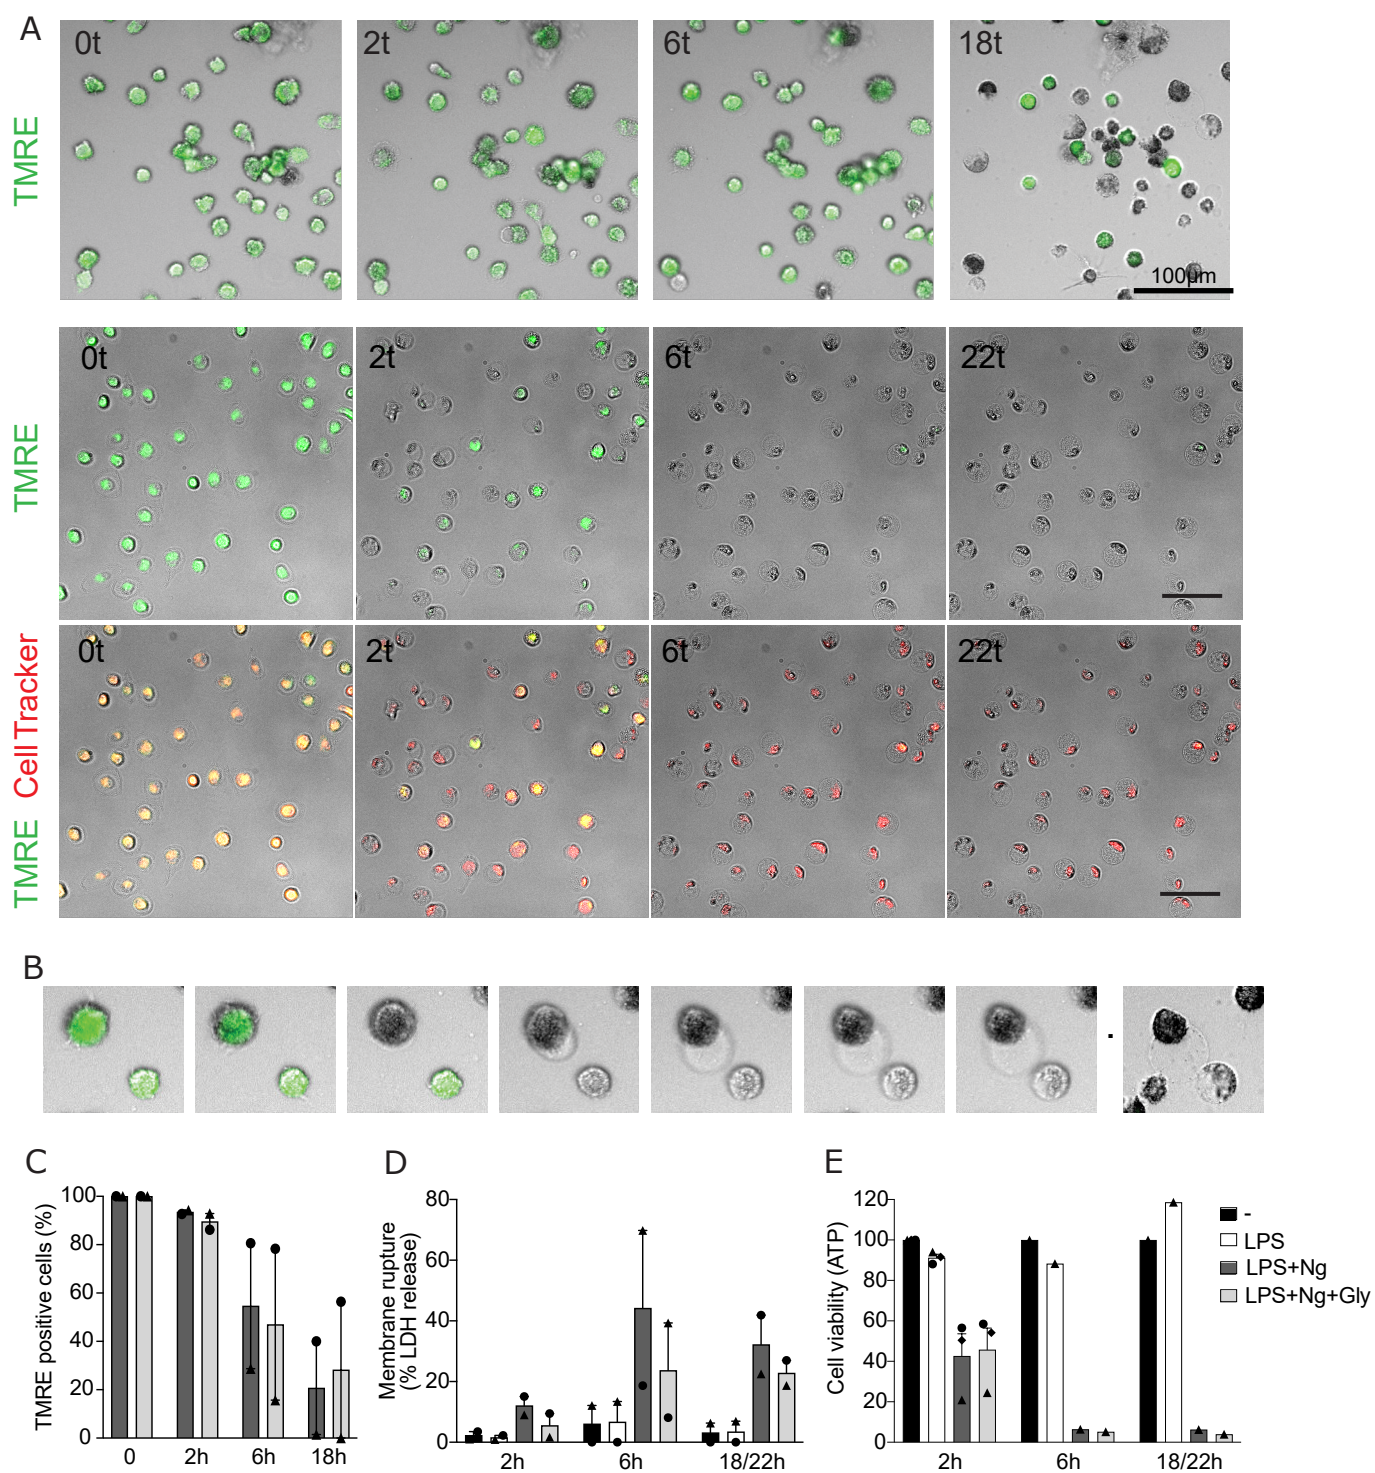 A
TMRE
0t
2t
6t
18t
100µm
TMRE
0t
2t
6t
22t
TMRE Cell Tracker
0t
2t
6t
22t
B
C
TMRE positive cells (%)
100
80
60
40
20
0
0
2h
6h
18h
D
Membrane rupture
(% LDH release)
80
60
40
20
0
2h
6h
18/22h
E
Cell viability (ATP)
120
100
80
60
40
20
0
2h
6h
18/22h
-
LPS
LPS+Ng
LPS+Ng+Gly